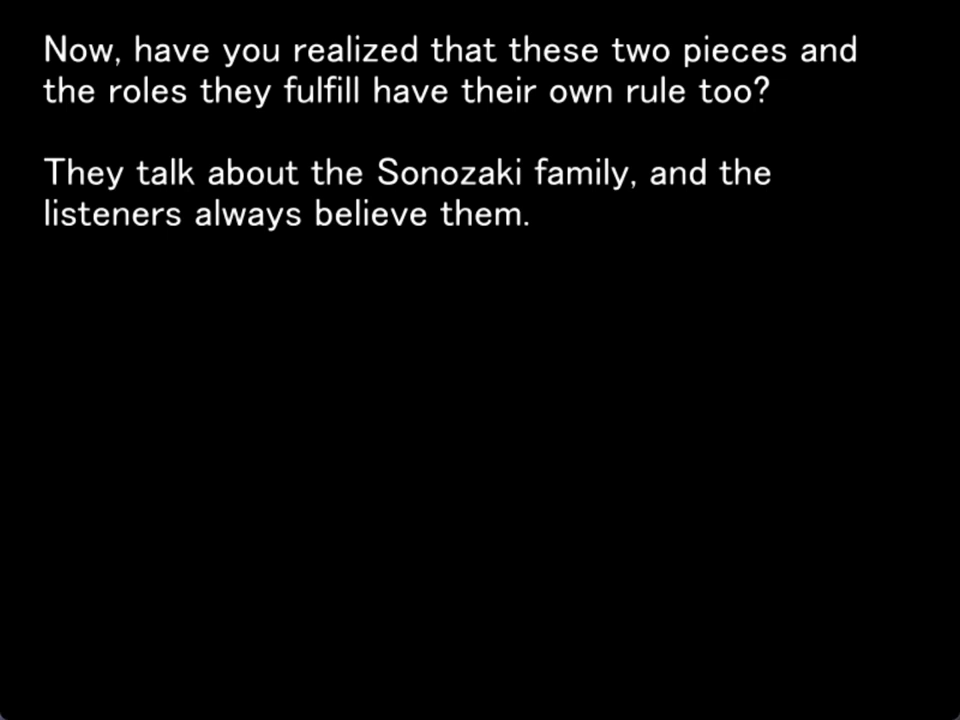 Now, have you realized that these two pieces and
the roles they fulfill have their own rule too?
They talk about the Sonozaki family, and the
listeners always believe them.